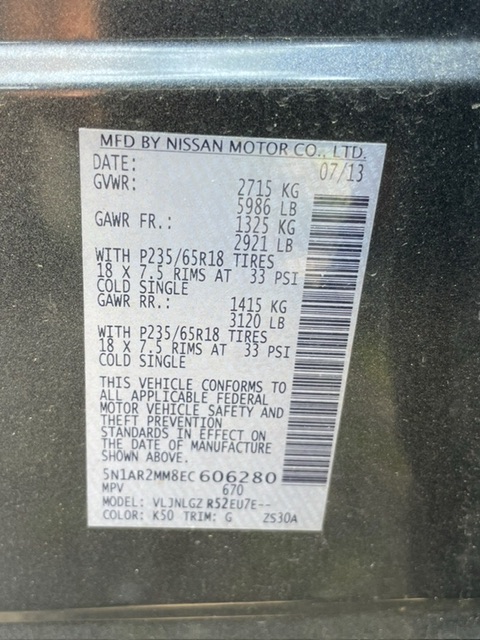 MFD BY NISSAN MOTOR CO., LTD.
DATE: 07/13
GVWR: 2715 KG
5986 LB
GAWR FR.: 1325 KG
2921 LB
WITH P235/65R18 TIRES
18 X 7.5 RIMS AT 33 PSI
COLD SINGLE
GAWR RR.: 1415 KG
3120 LB
WITH P235/65R18 TIRES
18 X 7.5 RIMS AT 33 PSI
COLD SINGLE
THIS VEHICLE CONFORMS TO
ALL APPLICABLE FEDERAL
MOTOR VEHICLE SAFETY AND
THEFT PREVENTION
STANDARDS IN EFFECT ON
THE DATE OF MANUFACTURE
SHOWN ABOVE.
5N1AR2MM8EC606280
MPV 670
MODEL: VLJNLGZ R52EU7E--
COLOR: K50 TRIM: G ZS30A